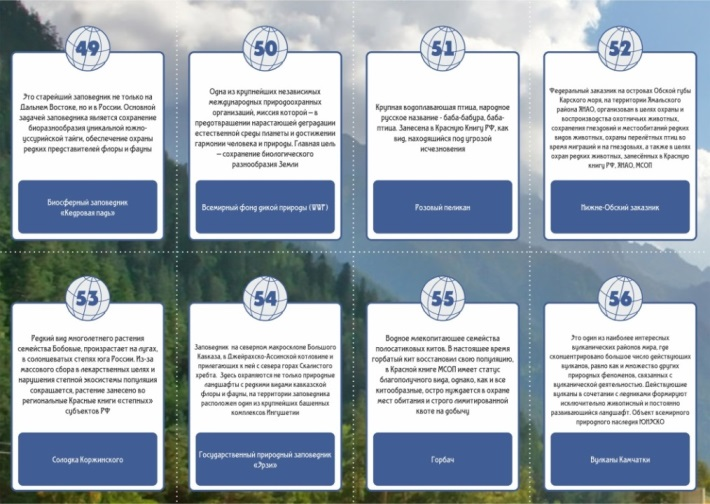 49
Это старейший заповедник не только на
Дальнем Востоке, но и в России. Основной
задачей заповедника является сохранение
биоразнообразия уникальной южно-
уссурийской тайги, обеспечение охраны
редких представителей флоры и фауны
Биосферный заповедник
«Кедровая падь»
50
Одна из крупнейших независимых
международных природоохранных
организаций, миссия которой – в
предотвращении нарастающей деградации
естественной среды планеты и достижении
гармонии человека и природы. Главная цель
– сохранение биологического
разнообразия Земли
Всемирный фонд дикой природы (WWF)
51
Крупная водоплавающая птица, народное
русское название - баба-бабура, баба-
птица. Занесена в Красную Книгу РФ, как
вид, находящийся под угрозой
исчезновения
Розовый пеликан
52
Федеральный заказник на островах Обской губы
Карского моря, на территории Ямальского
района ЯНАО, организован в целях охраны и
воспроизводства охотничьих животных,
сохранения гнездовий и местообитаний редких
видов животных, охраны перелётных птиц во
время миграций и на гнездовьях, а также в целях
охран редких животных, занесённых в Красную
книгу РФ, ЯНАО, МСОП
Нижне-Обский заказник
53
Редкий вид многолетнего растения
семейства Бобовые, произрастает на лугах,
в солонцеватых степях юга России. Из-за
массового сбора в лекарственных целях и
нарушения степной экосистемы популяция
сокращается, растение занесено во
региональные Красные книги «степных»
субъектов РФ
Солодка Коржинского
54
Заповедник на северном макросклоне Большого
Кавказа, в Джейрахско-Ассинской котловине и
прилегающих к ней с севера горах Скалистого
хребта. Здесь охраняются не только природные
ландшафты с редкими видами кавказской
флоры и фауны, на территории заповедника
расположен один из крупнейших башенных
комплексов Ингушетии
Государственный природный заповедник
«Эрзи»
55
Водное млекопитающее семейства
полосатиковых китов. В настоящее время
горбатый кит восстановил свою популяцию,
в Красной книге МСОП имеет статус
благополучного вида, однако, как и все
китообразные, остро нуждается в охране
мест обитания и строго лимитированной
квоте на добычу
Горбач
56
Это один из наиболее интересных
вулканических районов мира, где
сконцентрировано большое число действующих
вулканов, равно как и множество других
природных феноменов, связанных с
вулканической деятельностью. Действующие
вулканы в сочетании с ледниками формируют
исключительно живописный и постоянно
развивающийся ландшафт. Объект всемирного
природного наследия ЮНЕСКО
Вулканы Камчатки